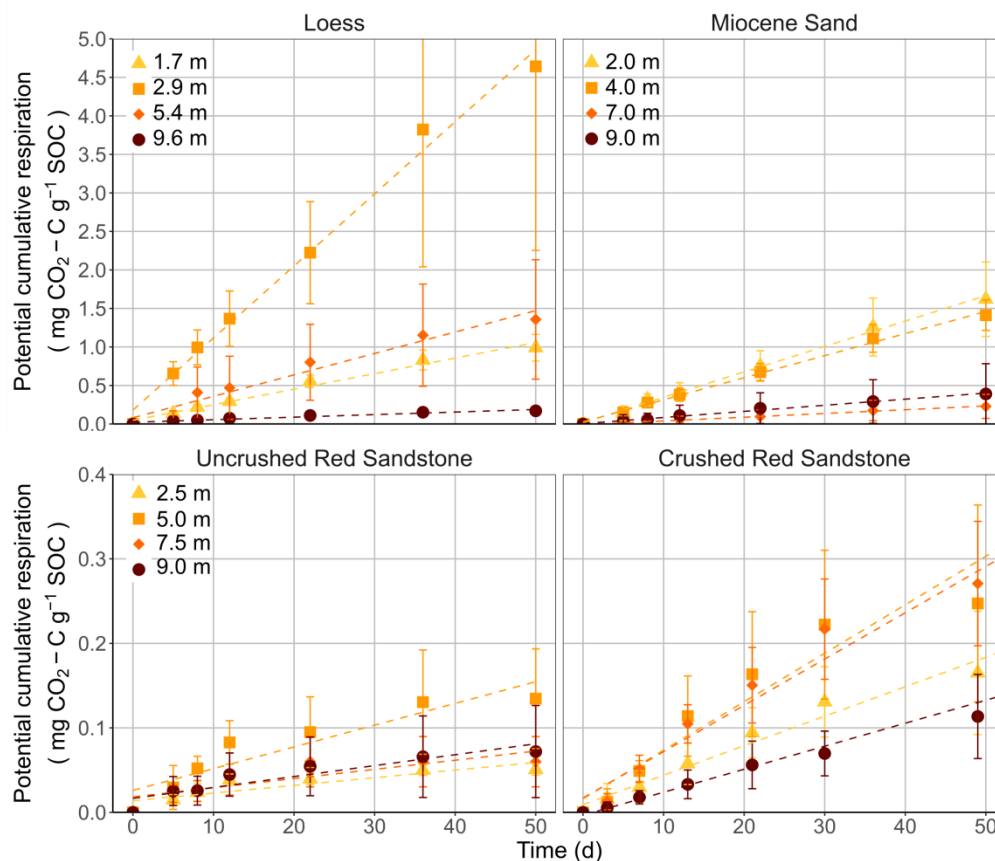 Loess
Miocene Sand
Potential cumulative respiration
( mg CO₂ – C g⁻¹ SOC )
5.0
4.5
4.0
3.5
3.0
2.5
2.0
1.5
1.0
0.5
0.0
1.7 m
2.9 m
5.4 m
9.6 m
2.0 m
4.0 m
7.0 m
9.0 m
Uncrushed Red Sandstone
Crushed Red Sandstone
Potential cumulative respiration
( mg CO₂ – C g⁻¹ SOC )
0.4
0.3
0.2
0.1
0.0
2.5 m
5.0 m
7.5 m
9.0 m
0 10 20 30 40 50
0 10 20 30 40 50
Time (d)